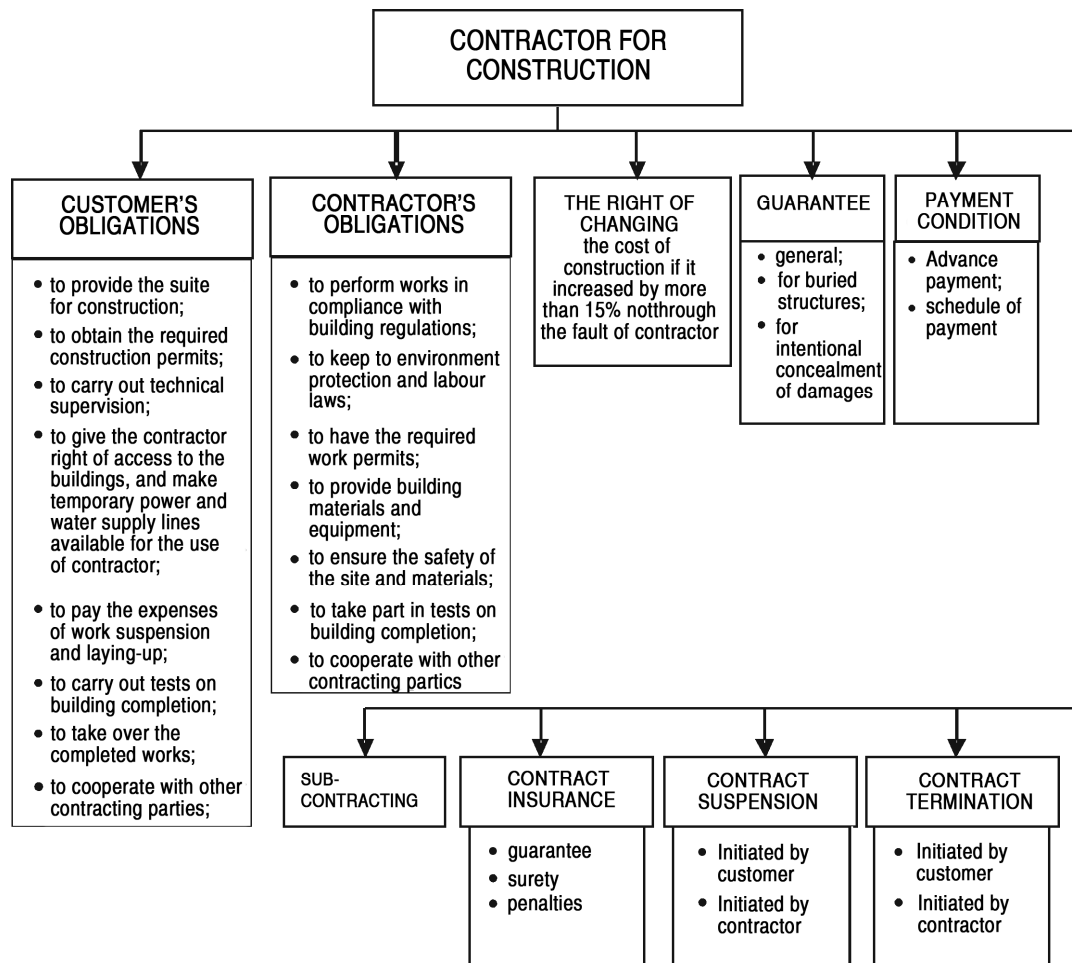 CONTRACTOR FOR
CONSTRUCTION
CUSTOMER'S
OBLIGATIONS
• to provide the suite
for construction;
• to obtain the required
construction permits;
• to carry out technical
supervision;
• to give the contractor
right of access to the
buildings, and make
temporary power and
water supply lines
available for the use
of contractor;
• to pay the expenses
of work suspension
and laying-up;
• to carry out tests on
building completion;
• to take over the
completed works;
• to cooperate with other
contracting parties;
CONTRACTOR'S
OBLIGATIONS
• to perform works in
compliance with
building regulations;
• to keep to environment
protection and labour
laws;
• to have the required
work permits;
• to provide building
materials and
equipment;
• to ensure the safety of
the site and materials;
• to take part in tests on
building completion;
• to cooperate with other
contracting partics
THE RIGHT OF
CHANGING
the cost of
construction if it
increased by more
than 15% notthrough
the fault of contractor
GUARANTEE
• general;
• for buried
structures;
• for
intentional
concealment
of damages
PAYMENT
CONDITION
• Advance
payment;
• schedule of
payment
SUB-
CONTRACTING
CONTRACT
INSURANCE
• guarantee
• surety
• penalties
CONTRACT
SUSPENSION
• Initiated by
customer
• Initiated by
contractor
CONTRACT
TERMINATION
• Initiated by
customer
• Initiated by
contractor